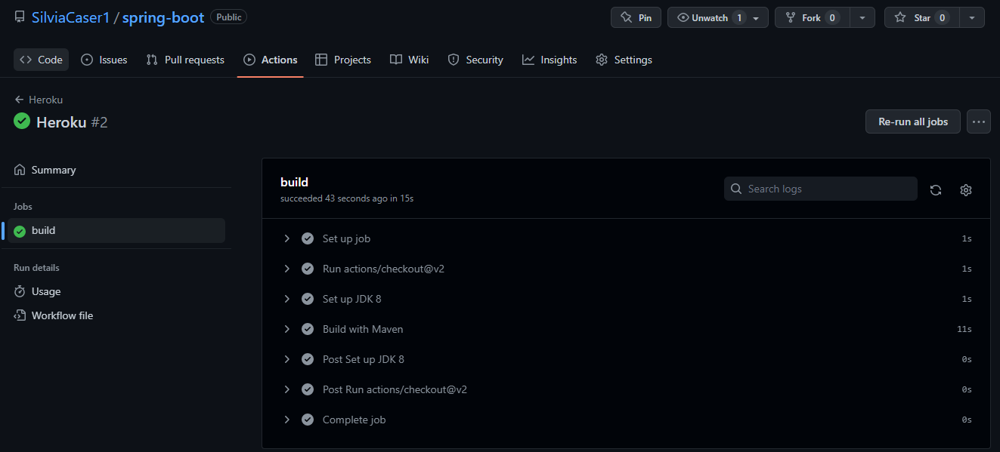 SilviaCaser1 / spring-boot Public Pin Unwatch 1 Fork 0 Star 0
Code Issues Pull requests Actions Projects Wiki Security Insights Settings
← Heroku
Heroku #2
Re-run all jobs
Summary
Jobs
build
Run details
Usage
Workflow file
build
succeeded 43 seconds ago in 15s
Search logs
Set up job 1s
Run actions/checkout@v2 1s
Set up JDK 8 1s
Build with Maven 11s
Post Set up JDK 8 0s
Post Run actions/checkout@v2 0s
Complete job 0s